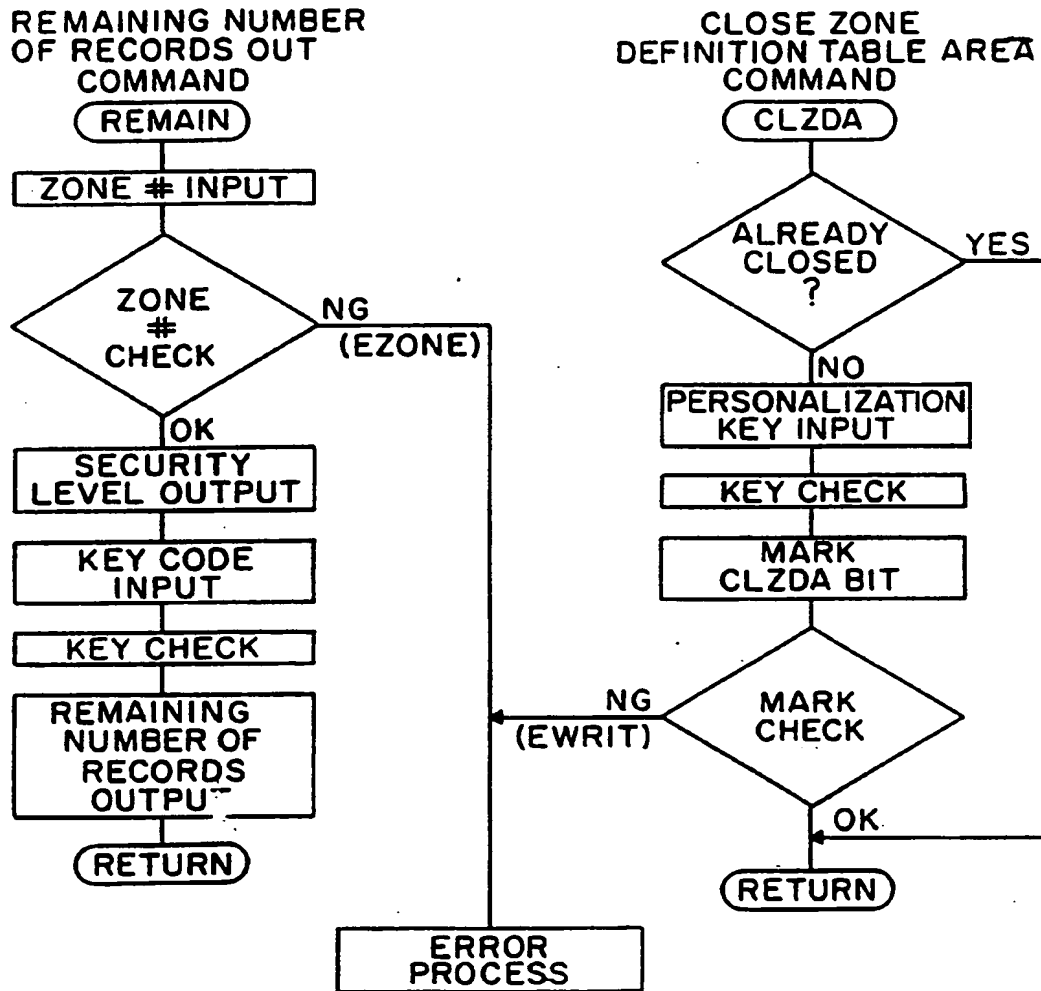 REMAINING NUMBER
OF RECORDS OUT
COMMAND
REMAIN
ZONE # INPUT
ZONE
#
CHECK
NG
(EZONE)
OK
SECURITY
LEVEL OUTPUT
KEY CODE
INPUT
KEY CHECK
REMAINING
NUMBER OF
RECORDS
OUTPUT
RETURN
CLOSE ZONE
DEFINITION TABLE AREA
COMMAND
CLZDA
ALREADY
CLOSED
?
YES
NO
PERSONALIZATION
KEY INPUT
KEY CHECK
MARK
CLZDA BIT
MARK
CHECK
NG
(EWRIT)
OK
RETURN
ERROR
PROCESS